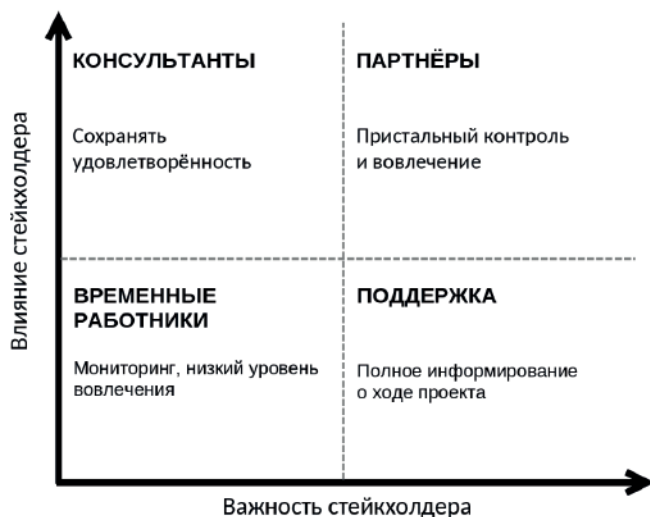 КОНСУЛЬТАНТЫ
Сохранять
удовлетворённость
ПАРТНЁРЫ
Пристальный контроль
и вовлечение
ВРЕМЕННЫЕ
РАБОТНИКИ
Мониторинг, низкий уровень
вовлечения
ПОДДЕРЖКА
Полное информирование
о ходе проекта
Влияние стейкхолдера
Важность стейкхолдера